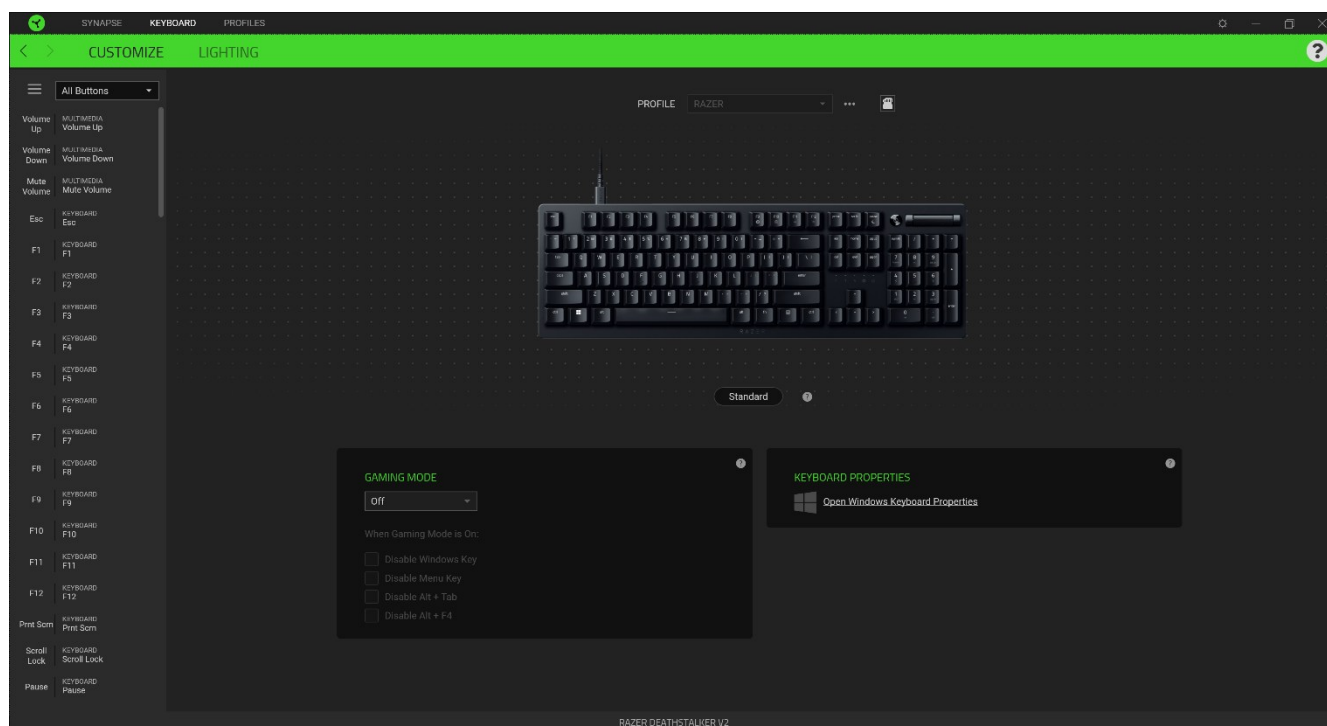 SYNAPSE KEYBOARD PROFILES
CUSTOMIZE LIGHTING
All Buttons
PROFILE RAZER
Volume Up MULTIMEDIA Volume Up
Volume Down MULTIMEDIA Volume Down
Mute Volume MULTIMEDIA Mute Volume
Esc KEYBOARD Esc
F1 KEYBOARD F1
F2 KEYBOARD F2
F3 KEYBOARD F3
F4 KEYBOARD F4
F5 KEYBOARD F5
F6 KEYBOARD F6
F7 KEYBOARD F7
F8 KEYBOARD F8
F9 KEYBOARD F9
F10 KEYBOARD F10
F11 KEYBOARD F11
F12 KEYBOARD F12
Prnt Scrn KEYBOARD Prnt Scrn
Scroll Lock KEYBOARD Scroll Lock
Pause KEYBOARD Pause
Standard
GAMING MODE
Off
When Gaming Mode is On:
Disable Windows Key
Disable Menu Key
Disable Alt + Tab
Disable Alt + F4
KEYBOARD PROPERTIES
Open Windows Keyboard Properties
RAZER DEATHSTALKER V2